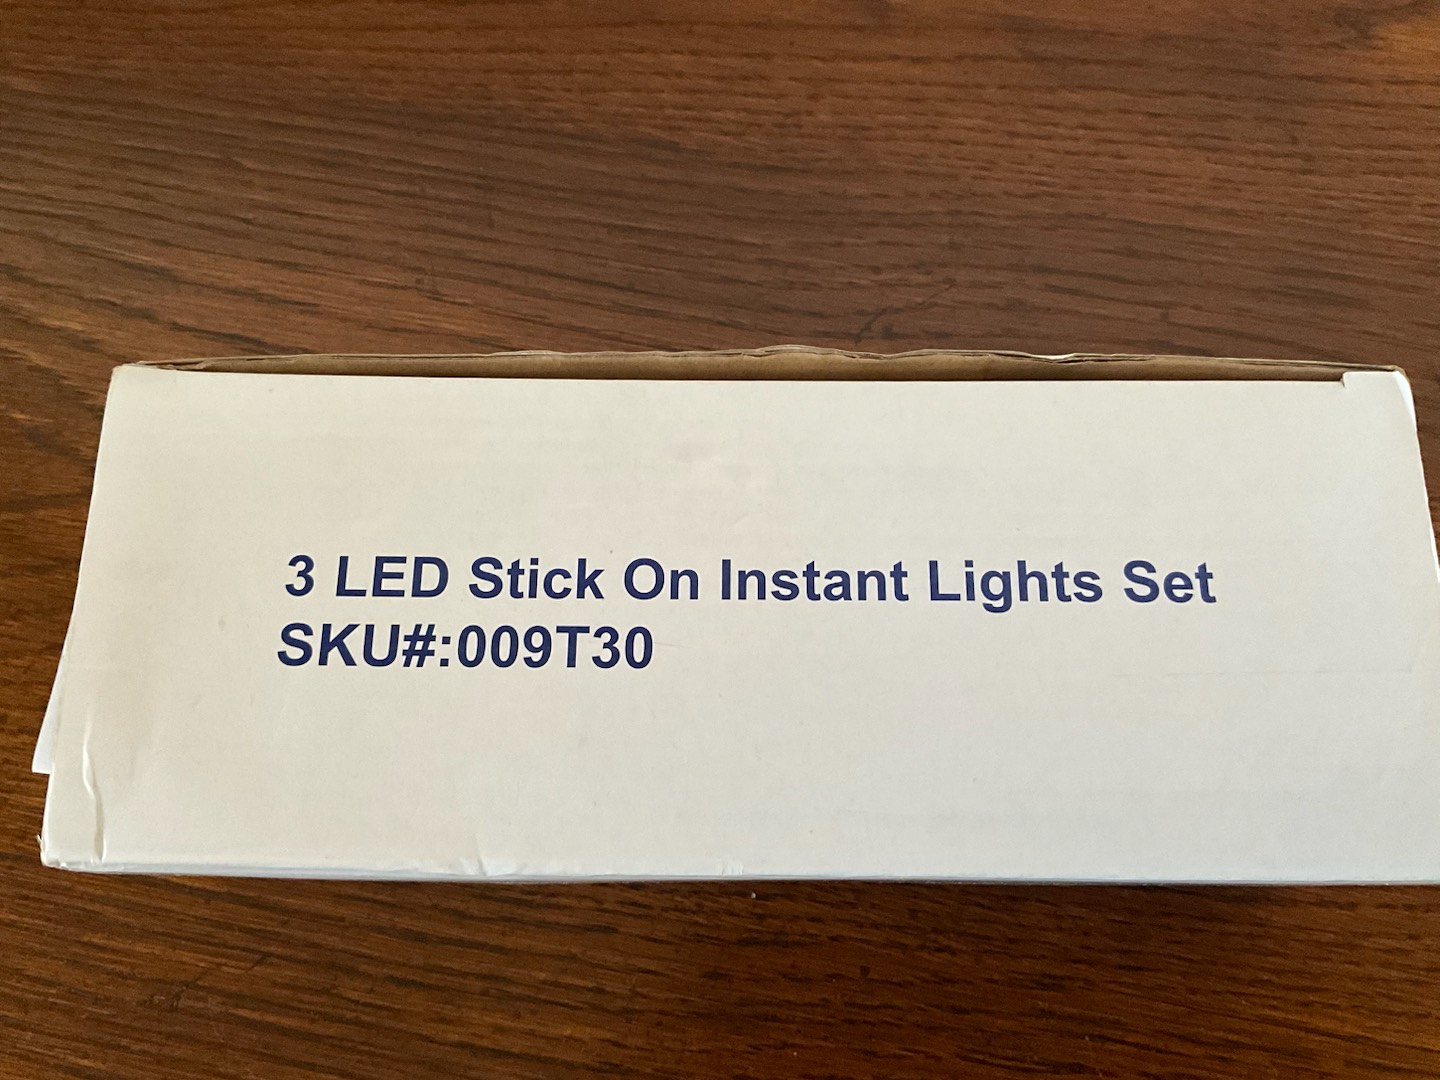 3 LED Stick On Instant Lights Set
SKU#:009T30